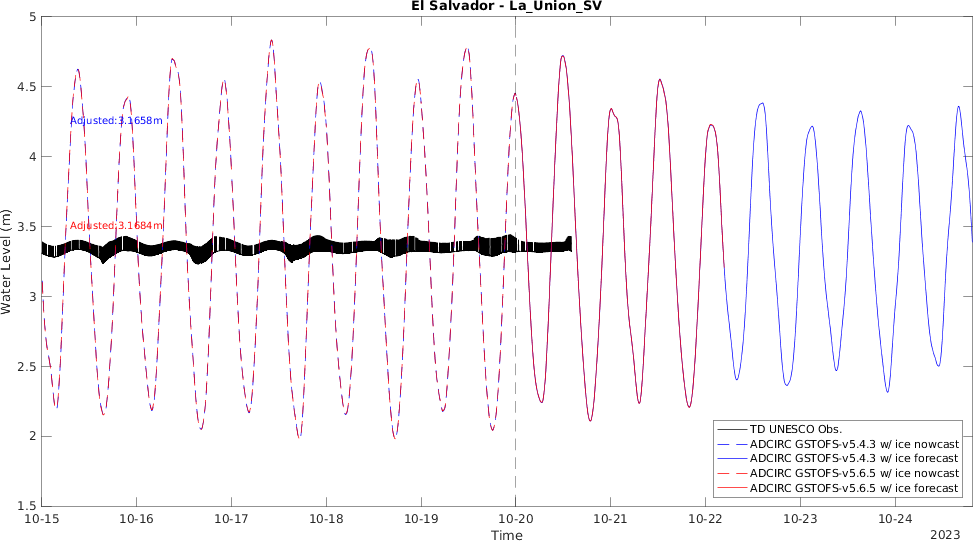 El Salvador - La_Union_SV
5
4.5
4
3.5
3
2.5
2
1.5
Water Level (m)
Adjusted:3.1658m
Adjusted:3.1684m
TD UNESCO Obs.
ADCIRC GSTOFS-v5.4.3 w/ ice nowcast
ADCIRC GSTOFS-v5.4.3 w/ ice forecast
ADCIRC GSTOFS-v5.6.5 w/ ice nowcast
ADCIRC GSTOFS-v5.6.5 w/ ice forecast
10-15 10-16 10-17 10-18 10-19 10-20 10-21 10-22 10-23 10-24
Time
2023